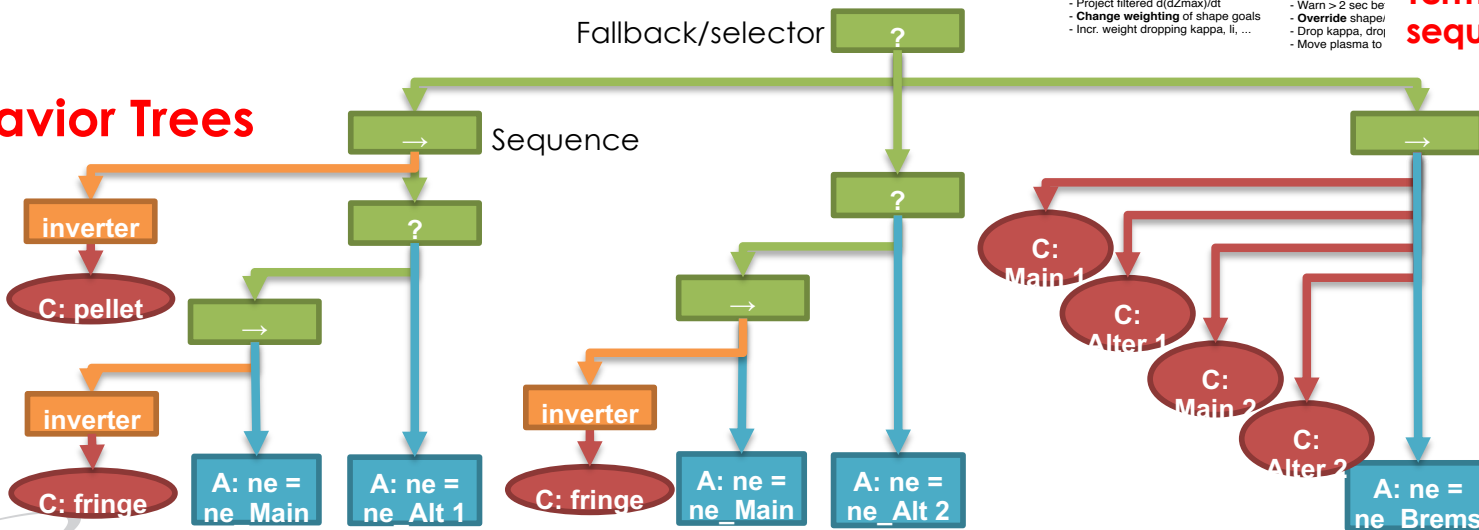 - Project filtered d(dZmax)/dt
- Change weighting of shape goals
- Incr. weight dropping kappa, li, ...
- Warn > 2 sec be
- Override shape/
- Drop kappa, dro
- Move plasma to
sequ
Fallback/selector
?
avior Trees
→
Sequence
→
inverter
?
?
C: pellet
→
→
C:
Main 1
C:
Alter 1
C:
Main 2
C:
Alter 2
inverter
inverter
C: fringe
A: ne =
ne_Main
A: ne =
ne_Alt 1
C: fringe
A: ne =
ne_Main
A: ne =
ne_Alt 2
A: ne =
ne_Brems